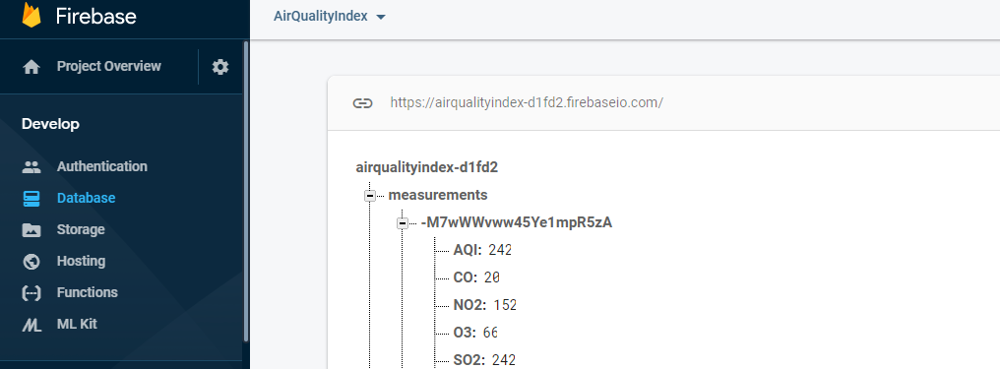 Firebase
AirQualityIndex
Project Overview
Develop
Authentication
Database
Storage
Hosting
Functions
ML Kit
https://airqualityindex-d1fd2.firebaseio.com/
airqualityindex-d1fd2
measurements
-M7wWWvww45Ye1mpR5zA
AQI: 242
CO: 20
NO2: 152
O3: 66
SO2: 242